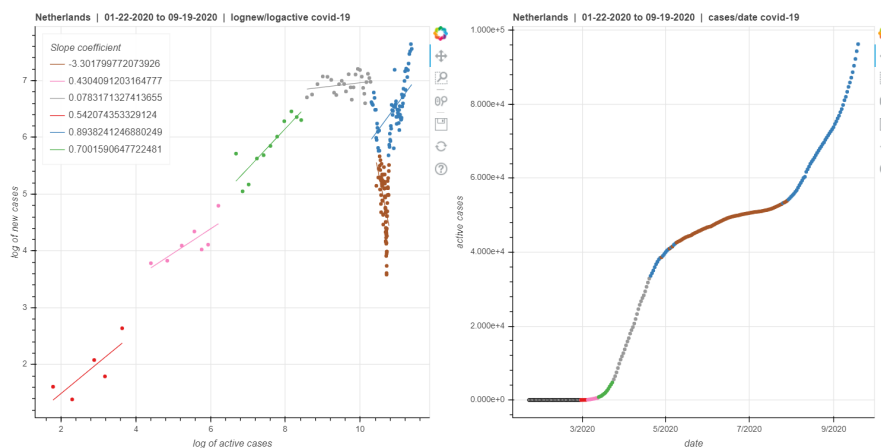 Netherlands | 01-22-2020 to 09-19-2020 | lognew/logactive covid-19
Slope coefficient
-3.301799772073926
0.4304091203164777
0.0783171327413655
0.542074353329124
0.8938241246880249
0.7001590647722481
log of new cases
7
6
5
4
3
2
2
4
6
8
10
log of active cases
Netherlands | 01-22-2020 to 09-19-2020 | cases/date covid-19
active cases
1.000e+5
8.000e+4
6.000e+4
4.000e+4
2.000e+4
0.000e+0
3/2020
5/2020
7/2020
9/2020
date